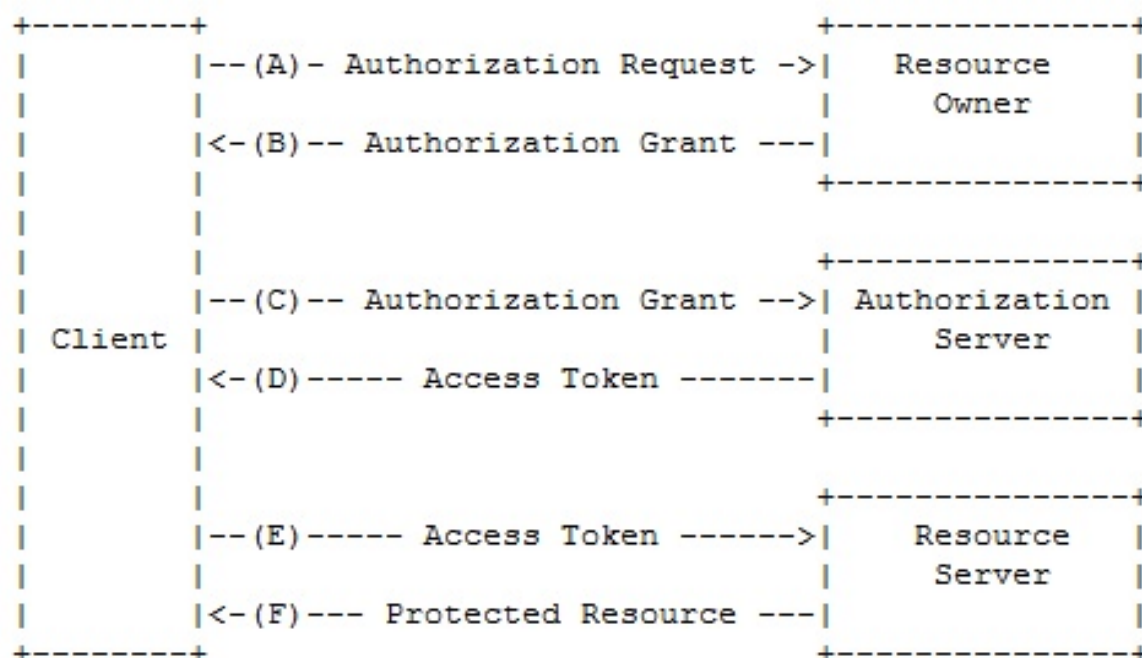 +--------+                               +---------------+
|        |--(A)- Authorization Request ->|   Resource    |
|        |                               |     Owner     |
|        |<-(B)-- Authorization Grant ---|               |
|        |                               +---------------+
|        |
|        |                               +---------------+
|        |--(C)-- Authorization Grant -->| Authorization |
| Client |                               |     Server    |
|        |<-(D)----- Access Token -------|               |
|        |                               +---------------+
|        |
|        |                               +---------------+
|        |--(E)----- Access Token ------>|    Resource   |
|        |                               |     Server    |
|        |<-(F)--- Protected Resource ---|               |
+--------+                               +---------------+